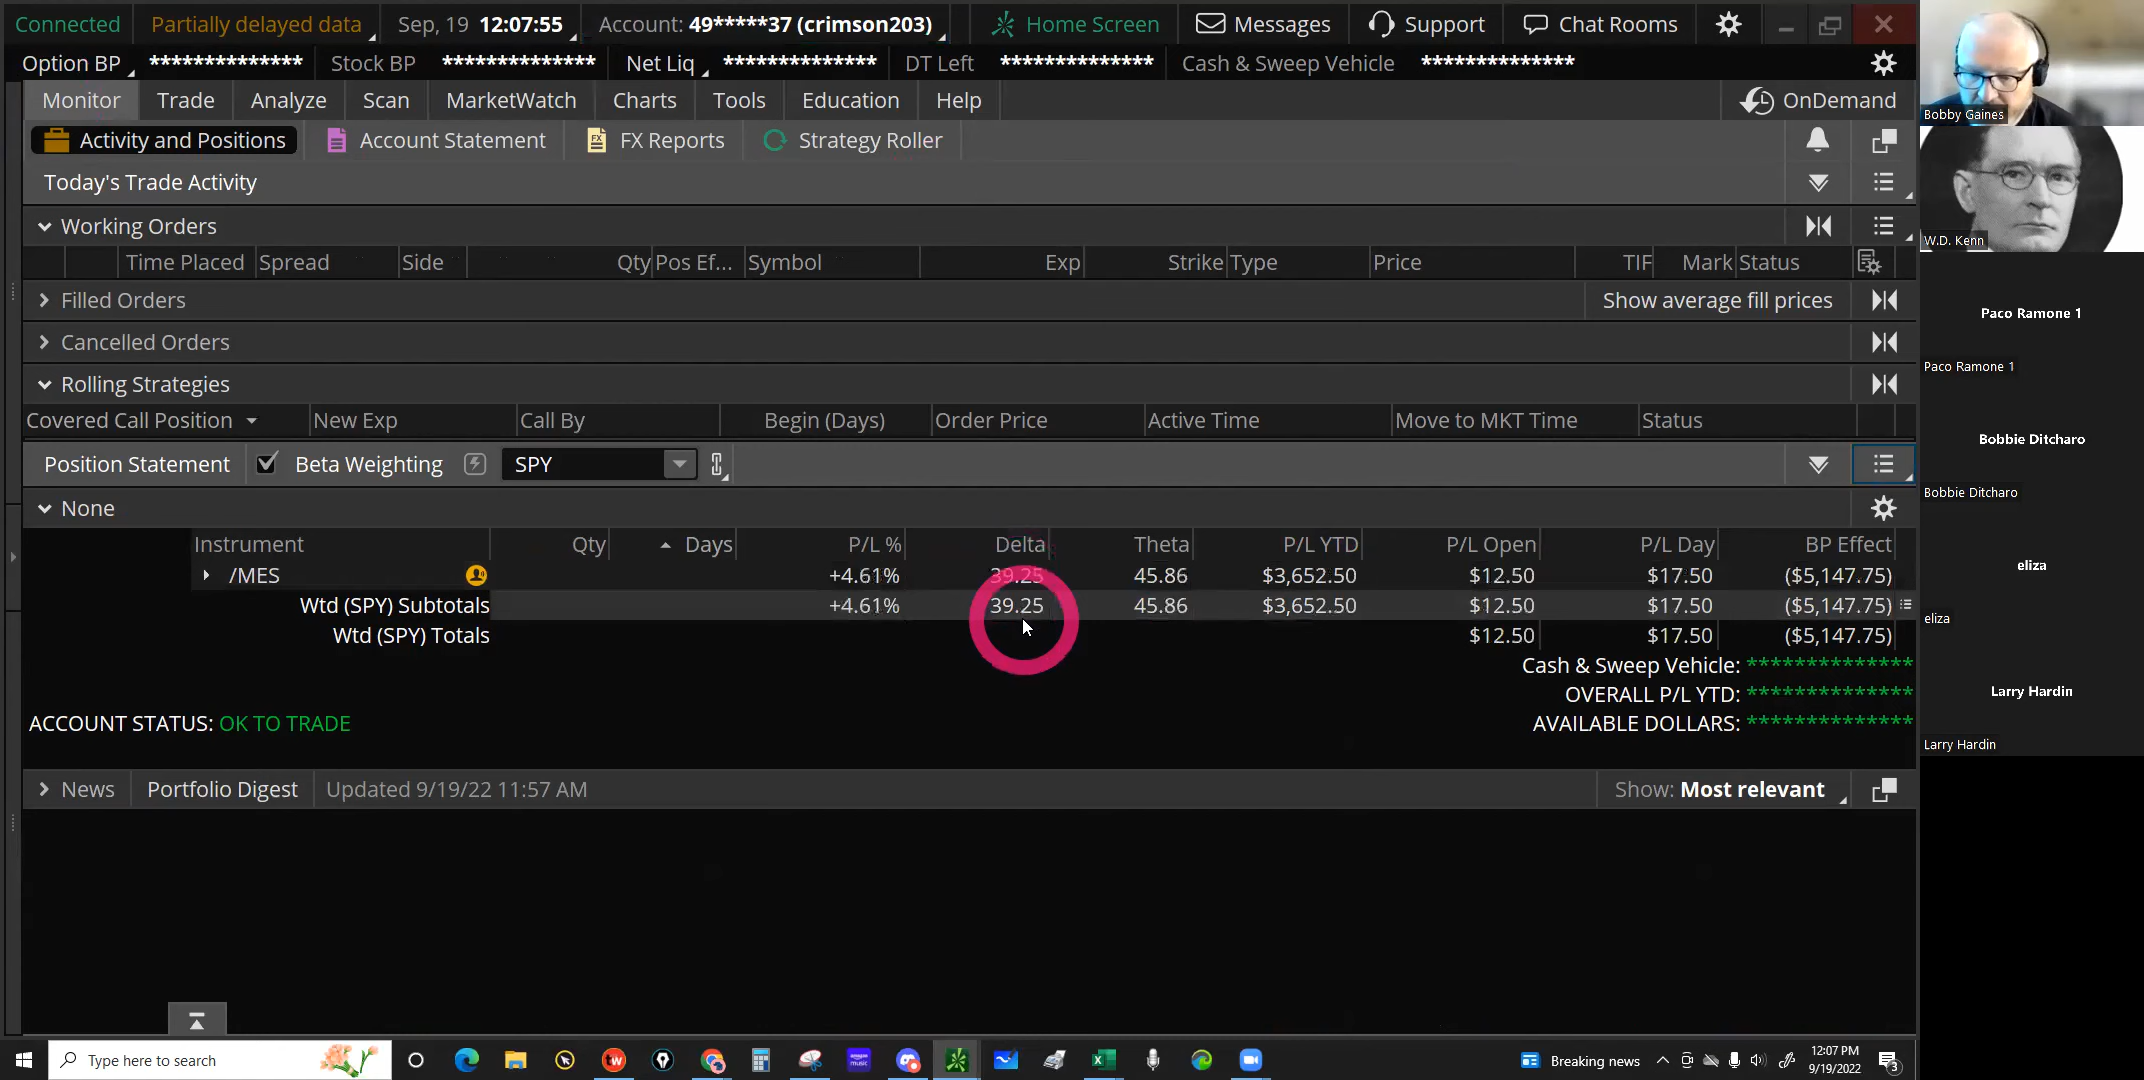 Connected Partially delayed data Sep, 19 12:07:55 Account: 49*****37 (crimson203) Home Screen Messages Support Chat Rooms
Option BP ************** Stock BP ************** Net Liq ************** DT Left ************** Cash & Sweep Vehicle **************
Monitor Trade Analyze Scan MarketWatch Charts Tools Education Help OnDemand
Activity and Positions Account Statement FX FX Reports Strategy Roller
Today's Trade Activity
Working Orders
Time Placed Spread Side Qty Pos Ef... Symbol Exp Strike Type Price TIF Mark Status
Filled Orders Show average fill prices
Cancelled Orders
Rolling Strategies
Covered Call Position New Exp Call By Begin (Days) Order Price Active Time Move to MKT Time Status
Position Statement Beta Weighting SPY
None
Instrument Qty Days P/L % Delta Theta P/L YTD P/L Open P/L Day BP Effect
/MES +4.61% 39.25 45.86 $3,652.50 $12.50 $17.50 ($5,147.75)
Wtd (SPY) Subtotals +4.61% 39.25 45.86 $3,652.50 $12.50 $17.50 ($5,147.75)
Wtd (SPY) Totals $12.50 $17.50 ($5,147.75)
Cash & Sweep Vehicle: **************
OVERALL P/L YTD: **************
ACCOUNT STATUS: OK TO TRADE AVAILABLE DOLLARS: **************
News Portfolio Digest Updated 9/19/22 11:57 AM Show: Most relevant
Bobby Gaines
W.D. Kenn
Paco Ramone 1
Paco Ramone 1
Bobbie Ditcharo
Bobbie Ditcharo
eliza
eliza
Larry Hardin
Larry Hardin
Type here to search Breaking news 12:07 PM
9/19/2022 3